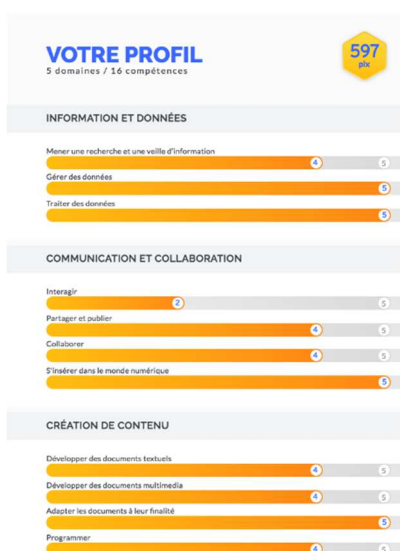 VOTRE PROFIL
5 domaines / 16 compétences
597
pix
INFORMATION ET DONNÉES
Mener une recherche et une veille d'information
4 5
Gérer des données
5
Traiter des données
5
COMMUNICATION ET COLLABORATION
Interagir
2 5
Partager et publier
4 5
Collaborer
4 5
S'insérer dans le monde numérique
5
CRÉATION DE CONTENU
Développer des documents textuels
4 5
Développer des documents multimedia
4 5
Adapter les documents à leur finalité
5
Programmer
4 5